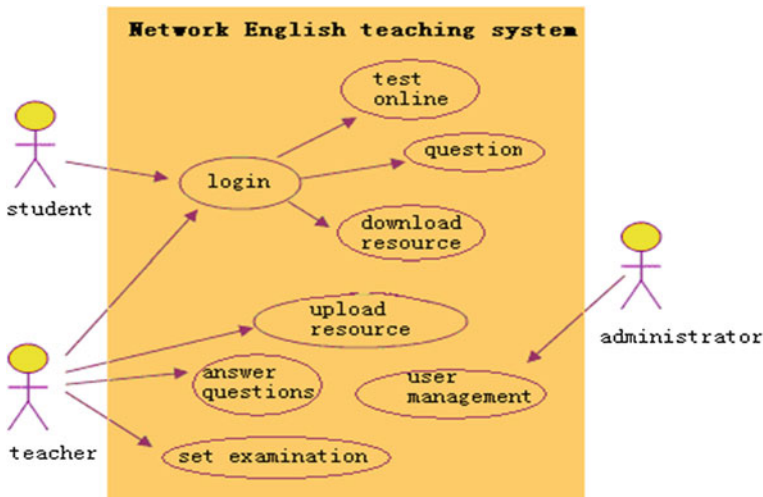 Network English teaching system
test
online
question
login
student
download
resource
upload
resource
administrator
answer
questions
user
management
teacher
set examination